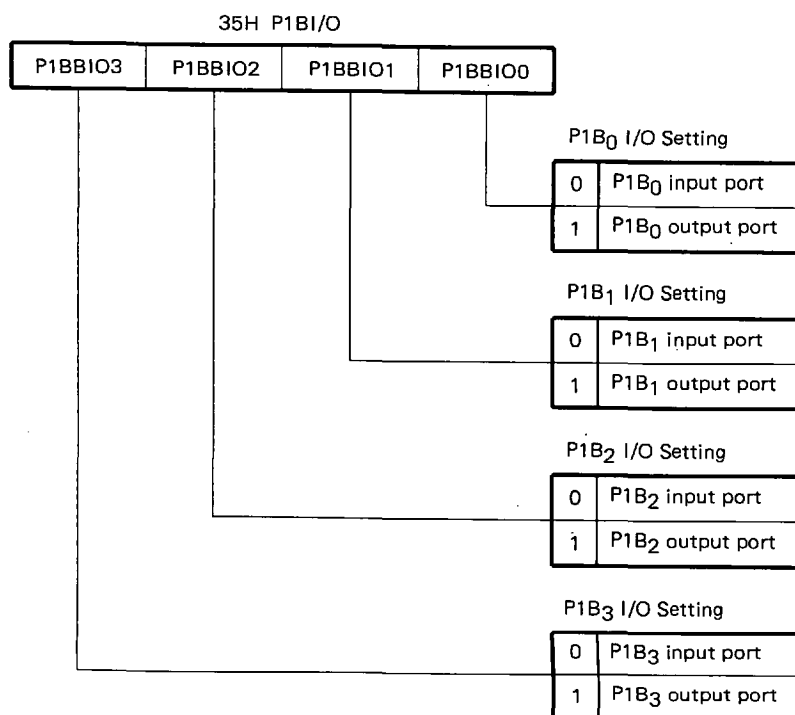 35H P1BI/O
P1BBIO3 P1BBIO2 P1BBIO1 P1BBIO0
P1B0 I/O Setting
0 P1B0 input port
1 P1B0 output port
P1B1 I/O Setting
0 P1B1 input port
1 P1B1 output port
P1B2 I/O Setting
0 P1B2 input port
1 P1B2 output port
P1B3 I/O Setting
0 P1B3 input port
1 P1B3 output port